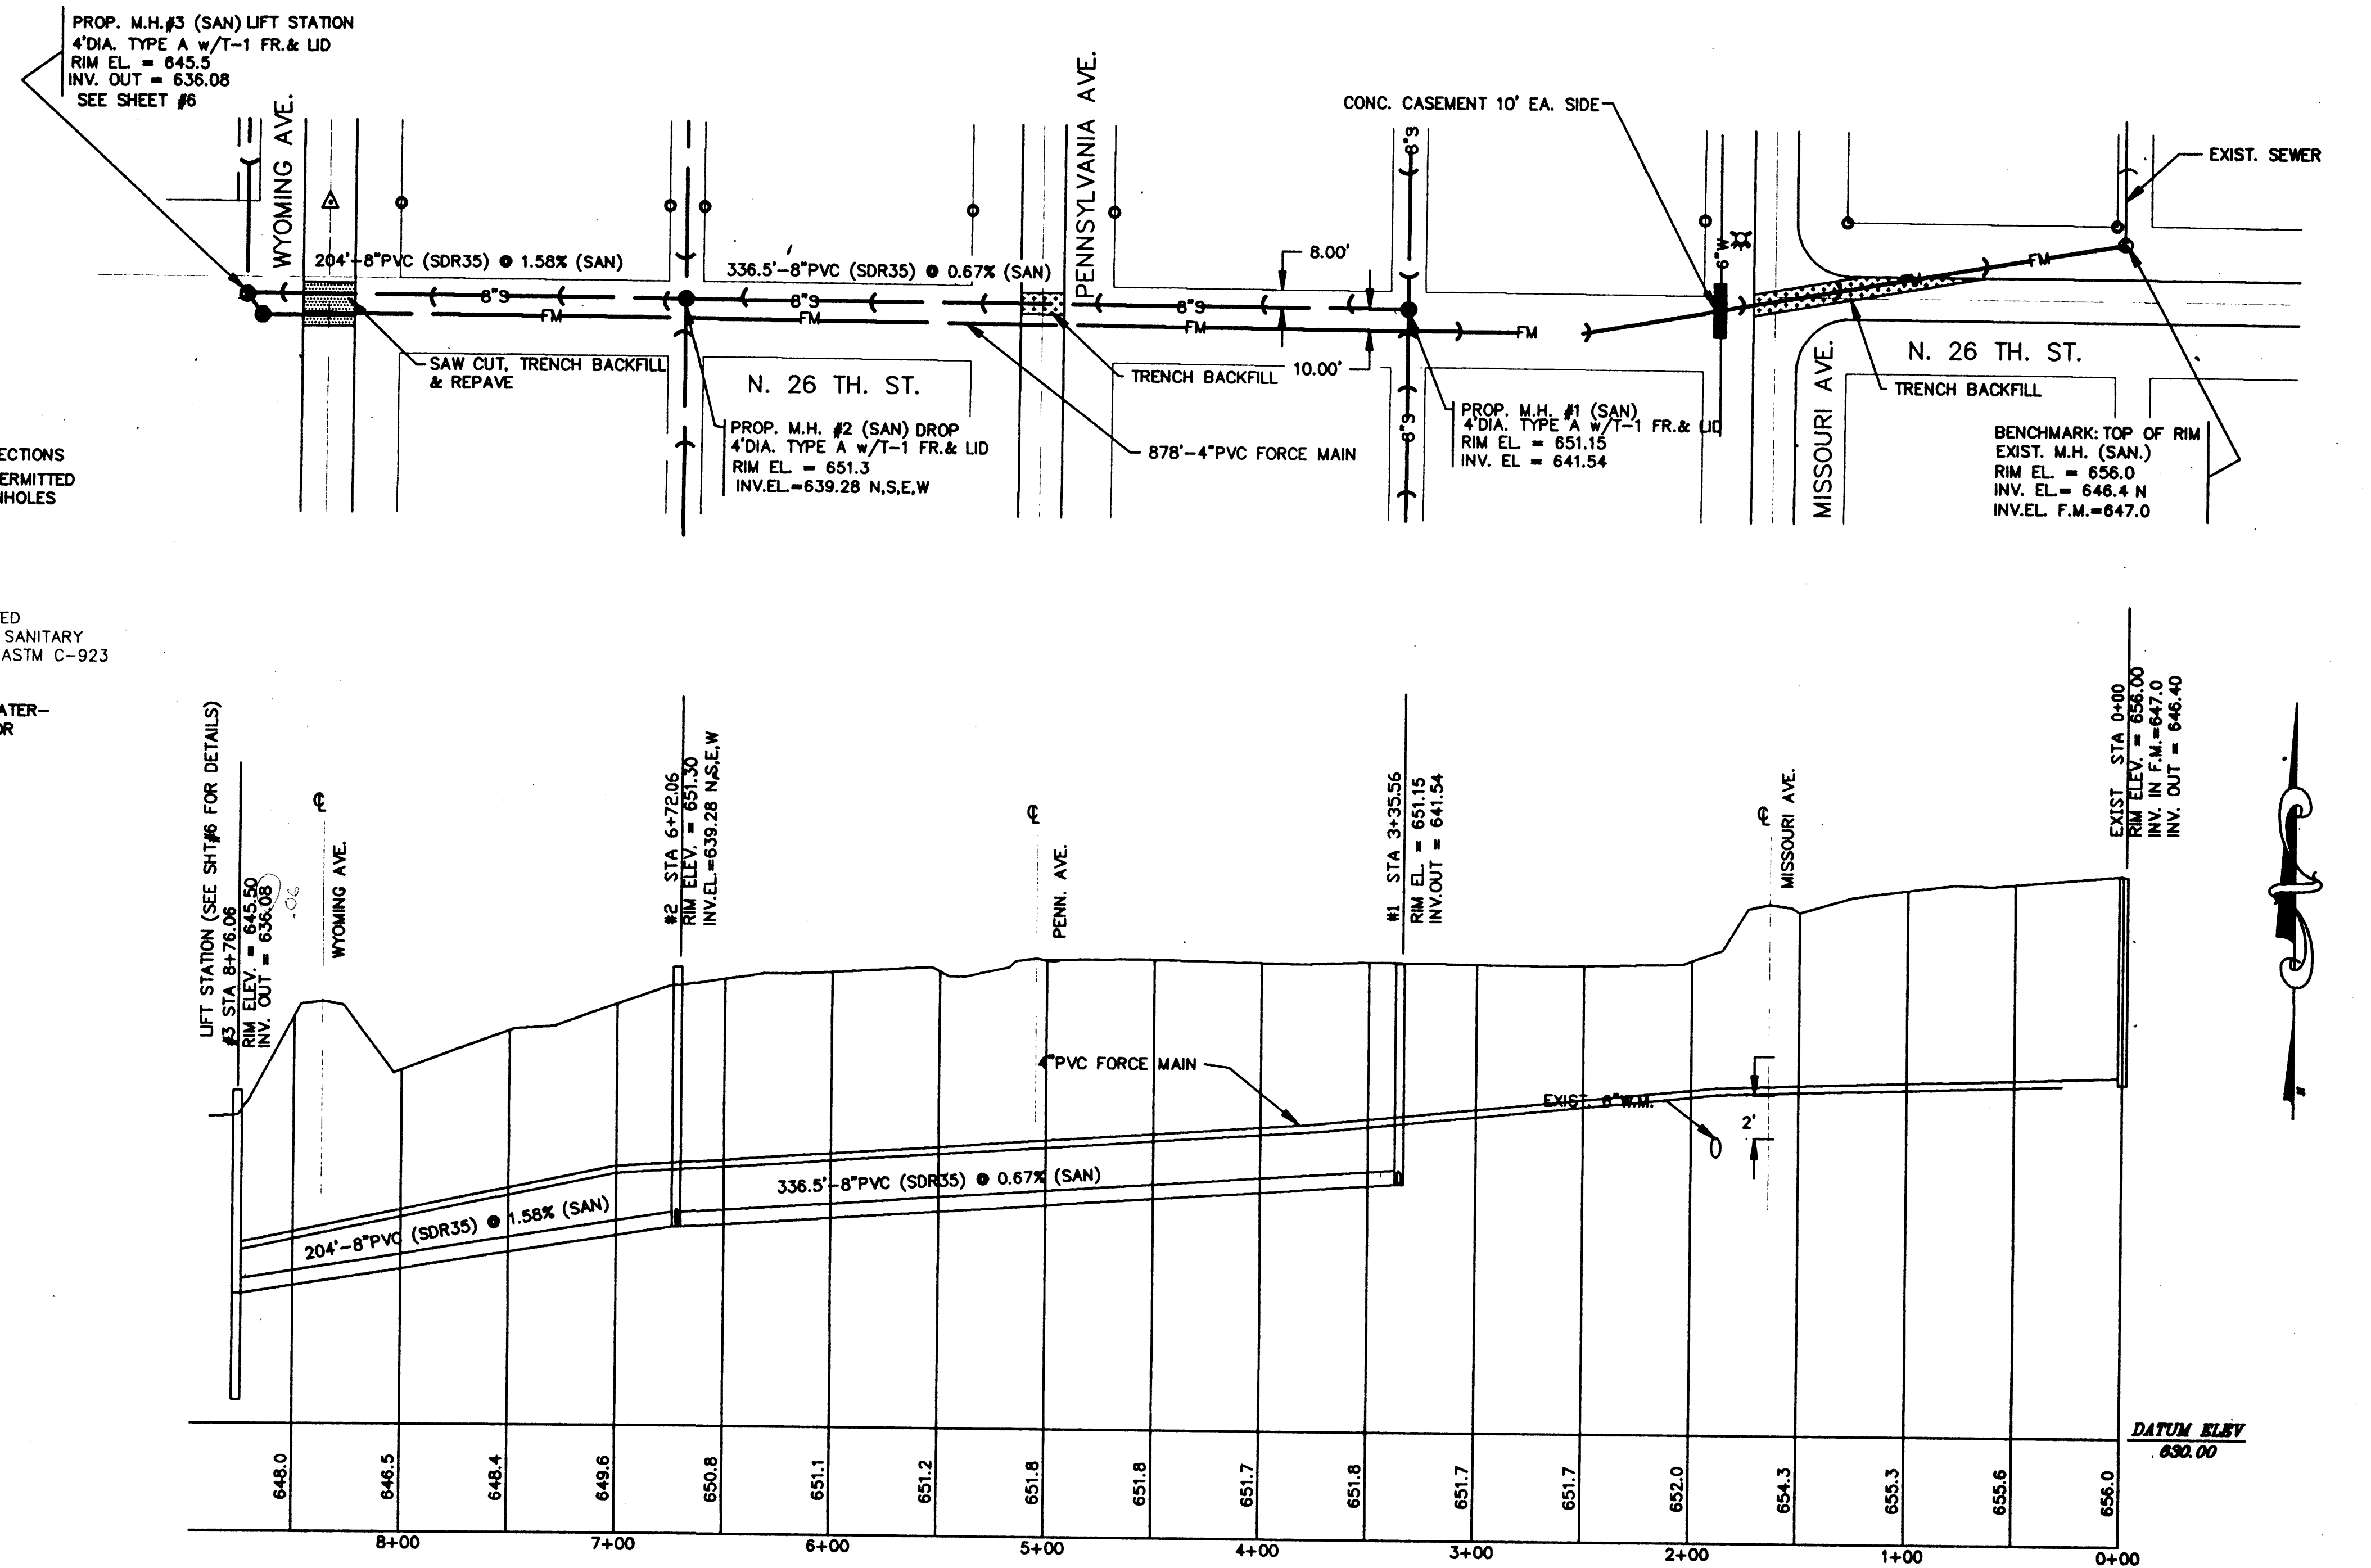 PROP. M.H.#3 (SAN) LIFT STATION
4'DIA. TYPE A w/T-1 FR.& LID
RIM EL. = 645.5
INV. OUT = 636.08
SEE SHEET #6
WYOMING AVE.
PENNSYLVANIA AVE.
CONC. CASEMENT 10' EA. SIDE
EXIST. SEWER
8"S
6"W
204'-8"PVC (SDR35) @ 1.58% (SAN)
336.5'-8"PVC (SDR35) @ 0.67% (SAN)
8.00'
8"S
8"S
8"S
FM
FM
FM
FM
FM
FM
SAW CUT, TRENCH BACKFILL
& REPAVE
N. 26 TH. ST.
TRENCH BACKFILL
10.00'
8"S
MISSOURI AVE.
N. 26 TH. ST.
TRENCH BACKFILL
PROP. M.H. #2 (SAN) DROP
4'DIA. TYPE A w/T-1 FR.& LID
RIM EL. = 651.3
INV.EL.=639.28 N,S,E,W
878'-4"PVC FORCE MAIN
PROP. M.H. #1 (SAN)
4'DIA. TYPE A w/T-1 FR.& LID
RIM EL. = 651.15
INV. EL = 641.54
BENCHMARK: TOP OF RIM
EXIST. M.H. (SAN.)
RIM EL. = 656.0
INV. EL.= 646.4 N
INV.EL. F.M.=647.0
ECTIONS
ERMITTED
NHOLES
ED
SANITARY
ASTM C-923
ATER-
OR
LIFT STATION (SEE SHT#6 FOR DETAILS)
#3 STA 8+76.06
RIM ELEV. = 645.50
INV. OUT = 636.08
.06
℄
WYOMING AVE.
#2 STA 6+72.06
RIM ELEV. = 651.30
INV.EL.=639.28 N,S,E,W
℄
PENN. AVE.
#1 STA 3+35.56
RIM EL. = 651.15
INV.OUT = 641.54
℄
MISSOURI AVE.
EXIST STA 0+00
RIM ELEV. = 656.00
INV. IN F.M.=647.0
INV. OUT = 646.40
4"PVC FORCE MAIN
EXIST. 6"W.M.
2'
204'-8"PVC (SDR35) @ 1.58% (SAN)
336.5'-8"PVC (SDR35) @ 0.67% (SAN)
N
DATUM ELEV
630.00
648.0 646.5 648.4 649.6 650.8 651.1 651.2 651.8 651.8 651.7 651.8 651.7 651.7 652.0 654.3 655.3 655.6 656.0
8+00 7+00 6+00 5+00 4+00 3+00 2+00 1+00 0+00